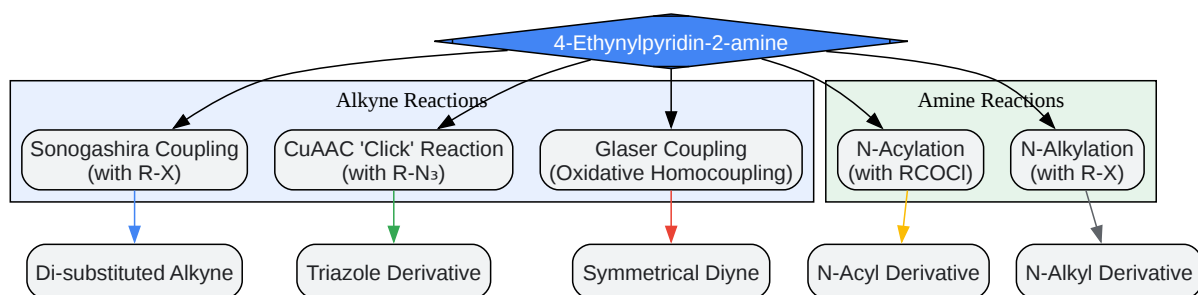 4-Ethynylpyridin-2-amine
Alkyne Reactions
Amine Reactions
Sonogashira Coupling
(with R-X)
CuAAC 'Click' Reaction
(with R-N₃)
Glaser Coupling
(Oxidative Homocoupling)
N-Acylation
(with RCOCl)
N-Alkylation
(with R-X)
Di-substituted Alkyne
Triazole Derivative
Symmetrical Diyne
N-Acyl Derivative
N-Alkyl Derivative